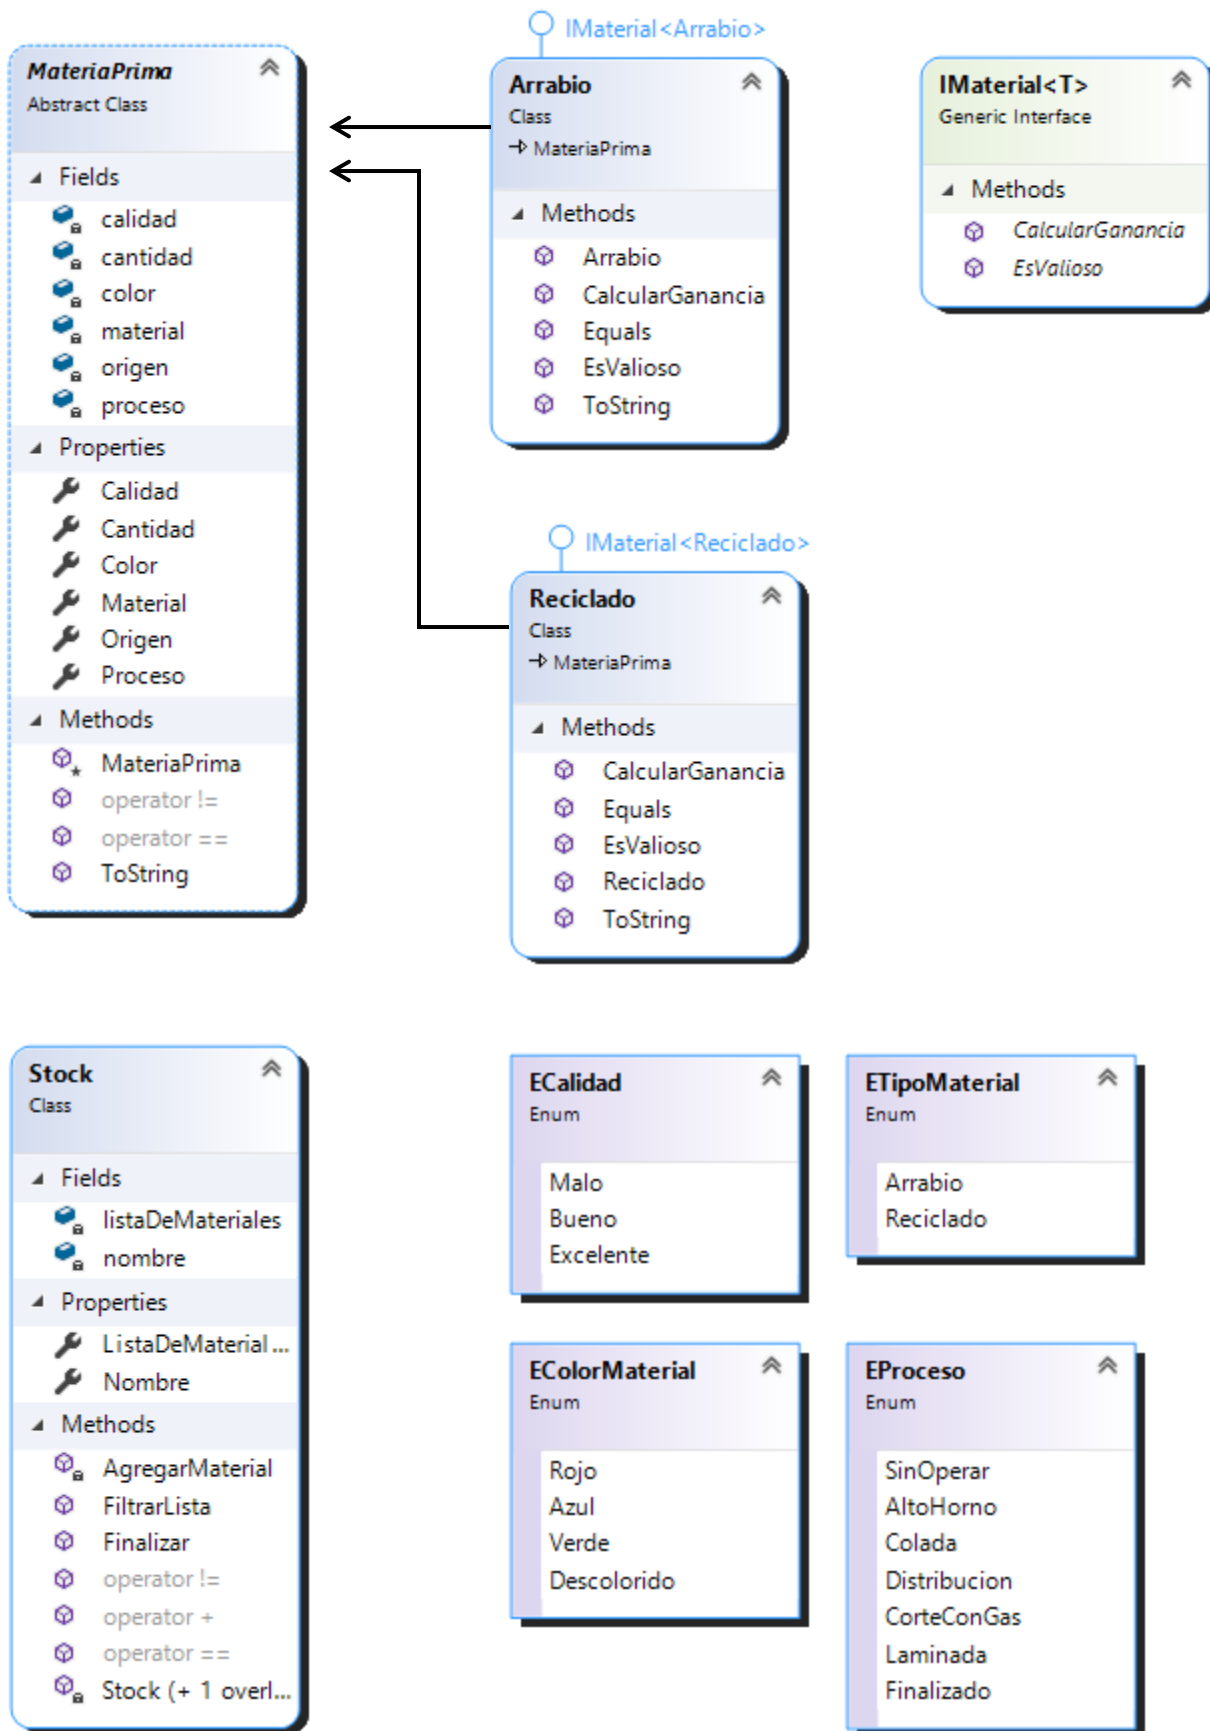 MateriaPrima
Abstract Class
Fields
calidad
cantidad
color
material
origen
proceso
Properties
Calidad
Cantidad
Color
Material
Origen
Proceso
Methods
MateriaPrima
operator !=
operator ==
ToString
IMaterial<Arrabio>
Arrabio
Class
MateriaPrima
Methods
Arrabio
CalcularGanancia
Equals
EsValioso
ToString
IMaterial<T>
Generic Interface
Methods
CalcularGanancia
EsValioso
IMaterial<Reciclado>
Reciclado
Class
MateriaPrima
Methods
CalcularGanancia
Equals
EsValioso
Reciclado
ToString
Stock
Class
Fields
listaDeMateriales
nombre
Properties
ListaDeMaterial...
Nombre
Methods
AgregarMaterial
FiltrarLista
Finalizar
operator !=
operator +
operator ==
Stock (+ 1 overl...
ECalidad
Enum
Malo
Bueno
Excelente
ETipoMaterial
Enum
Arrabio
Reciclado
EColorMaterial
Enum
Rojo
Azul
Verde
Descolorido
EProceso
Enum
SinOperar
AltoHorno
Colada
Distribucion
CorteConGas
Laminada
Finalizado